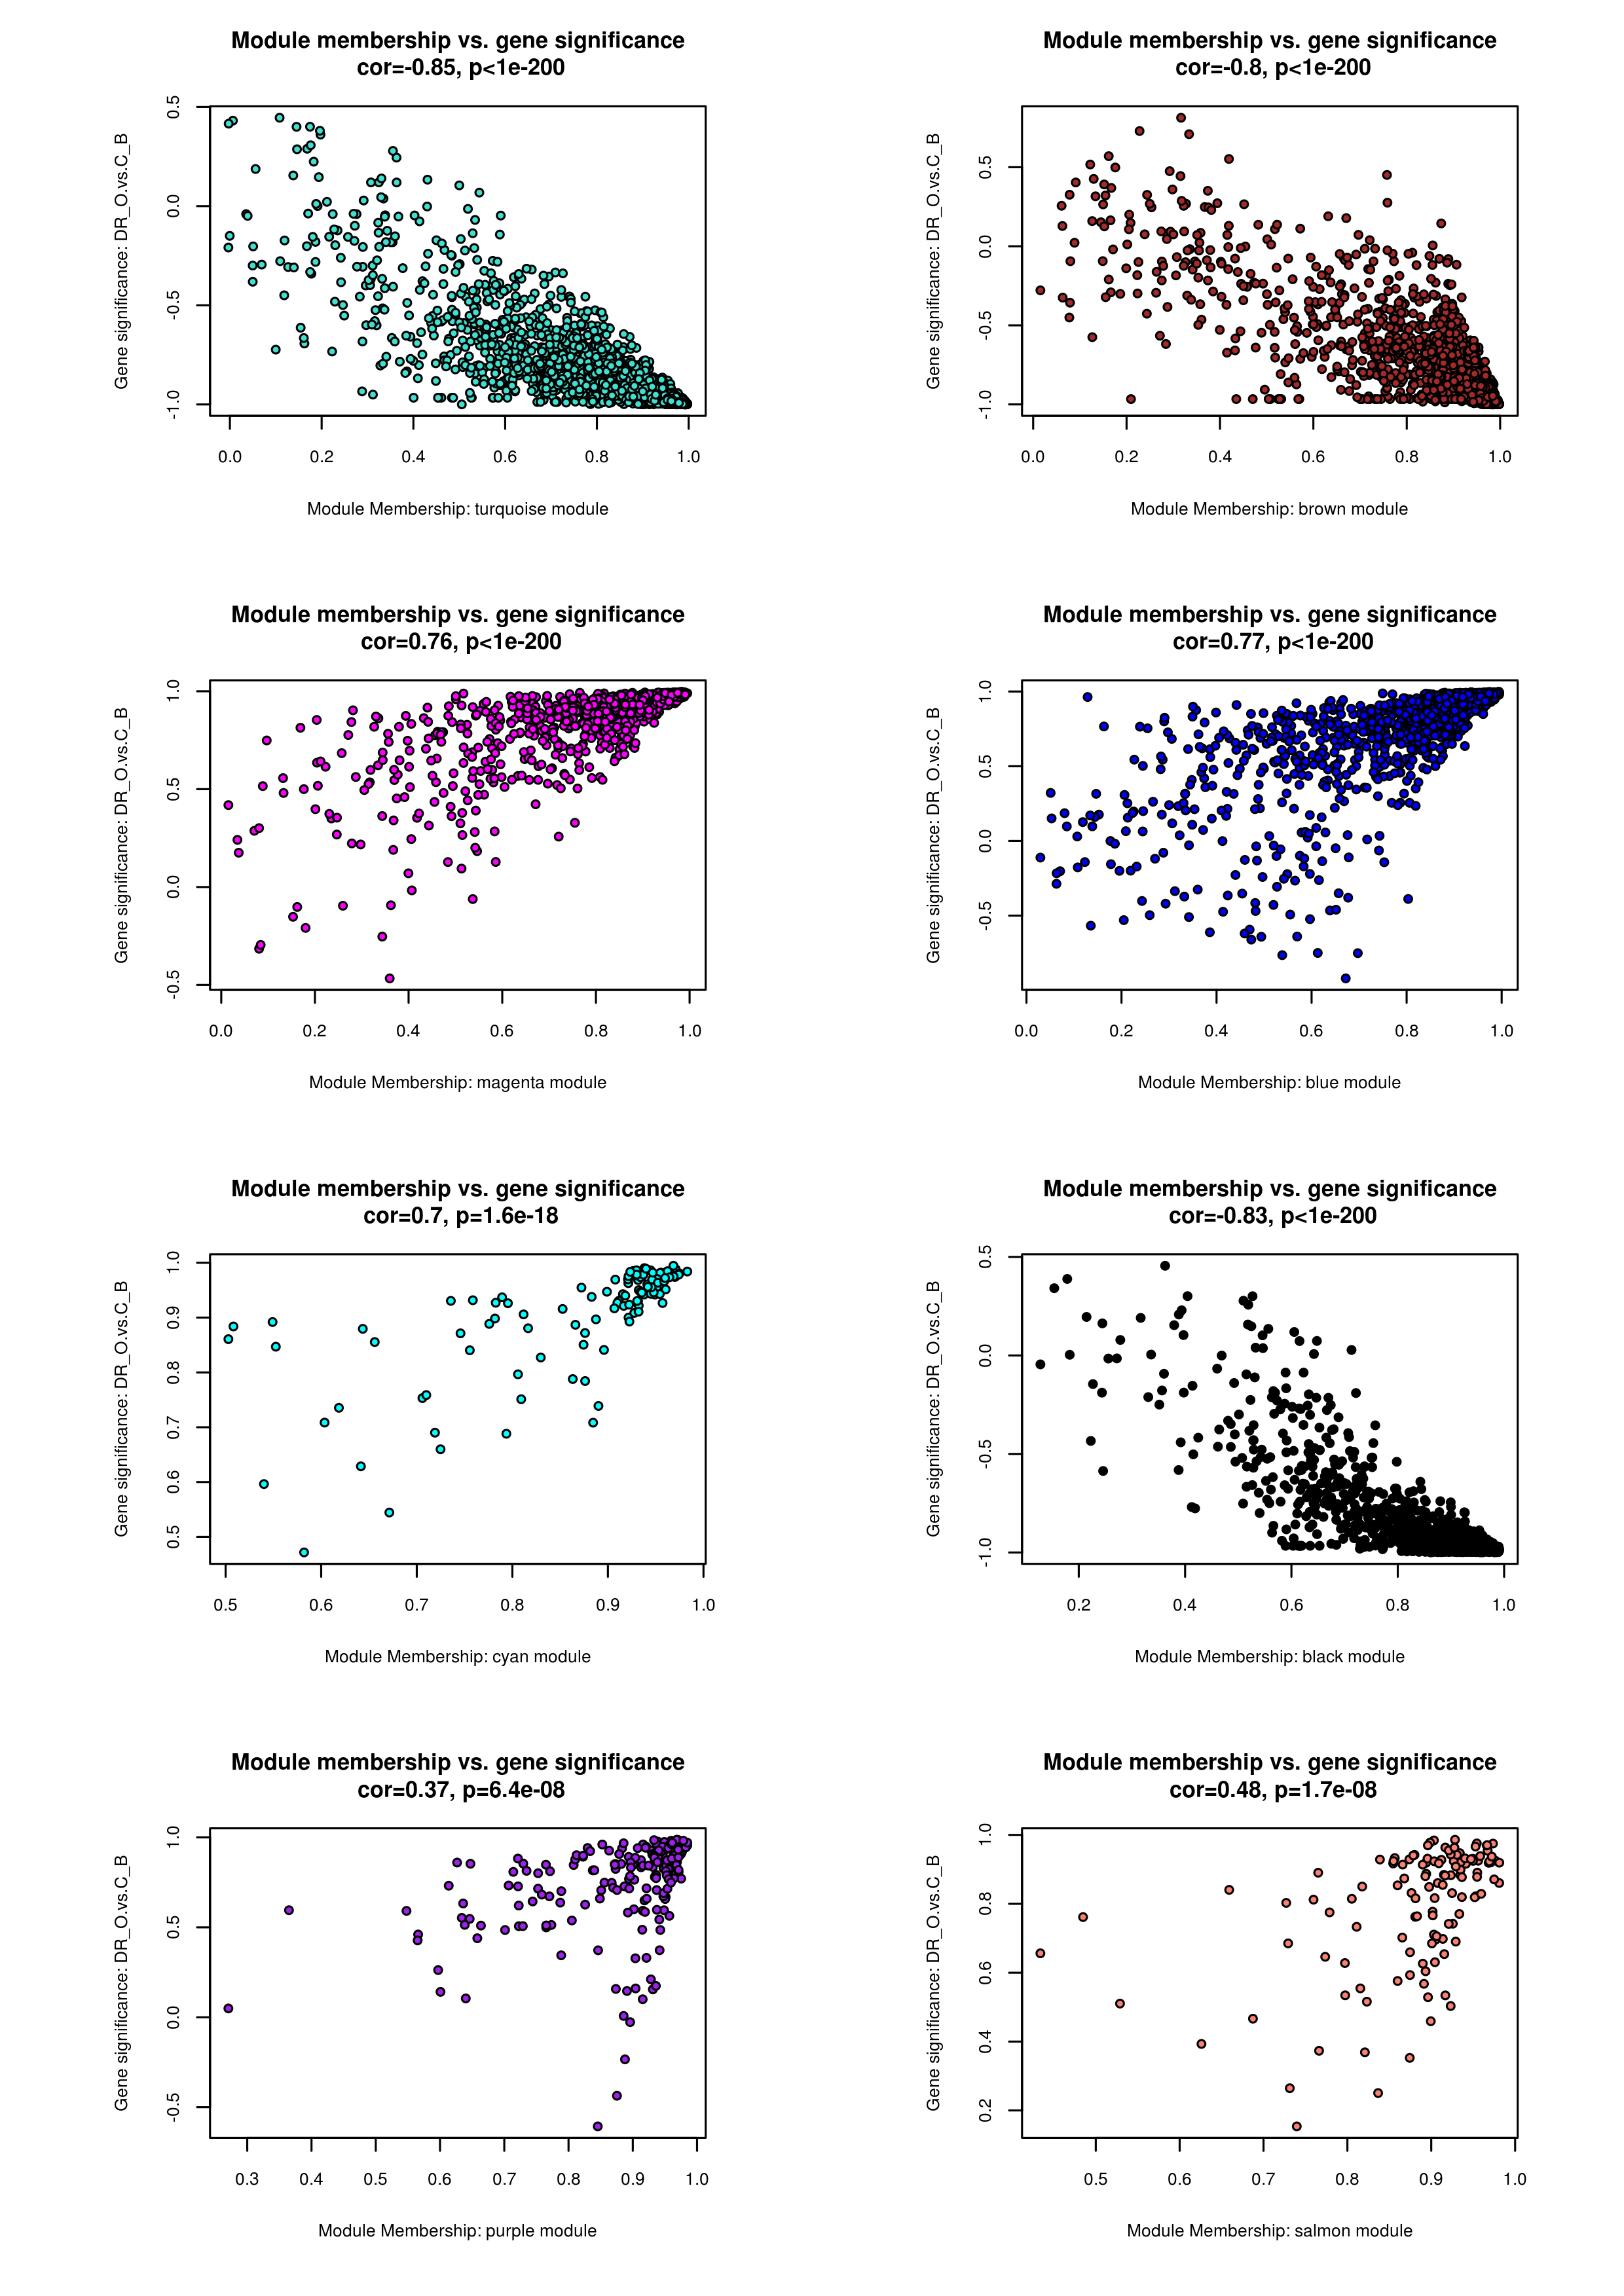 Module membership vs. gene significance
cor=-0.85, p<1e-200
Gene significance: DR_O.vs.C_B
0.5
0.0
-0.5
-1.0
0.0 0.2 0.4 0.6 0.8 1.0
Module Membership: turquoise module
Module membership vs. gene significance
cor=-0.8, p<1e-200
Gene significance: DR_O.vs.C_B
0.5
0.0
-0.5
-1.0
0.0 0.2 0.4 0.6 0.8 1.0
Module Membership: brown module
Module membership vs. gene significance
cor=0.76, p<1e-200
Gene significance: DR_O.vs.C_B
1.0
0.5
0.0
-0.5
0.0 0.2 0.4 0.6 0.8 1.0
Module Membership: magenta module
Module membership vs. gene significance
cor=0.77, p<1e-200
Gene significance: DR_O.vs.C_B
1.0
0.5
0.0
-0.5
0.0 0.2 0.4 0.6 0.8 1.0
Module Membership: blue module
Module membership vs. gene significance
cor=0.7, p=1.6e-18
Gene significance: DR_O.vs.C_B
1.0
0.9
0.8
0.7
0.6
0.5
0.5 0.6 0.7 0.8 0.9 1.0
Module Membership: cyan module
Module membership vs. gene significance
cor=-0.83, p<1e-200
Gene significance: DR_O.vs.C_B
0.5
0.0
-0.5
-1.0
0.2 0.4 0.6 0.8 1.0
Module Membership: black module
Module membership vs. gene significance
cor=0.37, p=6.4e-08
Gene significance: DR_O.vs.C_B
1.0
0.5
0.0
-0.5
0.3 0.4 0.5 0.6 0.7 0.8 0.9 1.0
Module Membership: purple module
Module membership vs. gene significance
cor=0.48, p=1.7e-08
Gene significance: DR_O.vs.C_B
1.0
0.8
0.6
0.4
0.2
0.5 0.6 0.7 0.8 0.9 1.0
Module Membership: salmon module